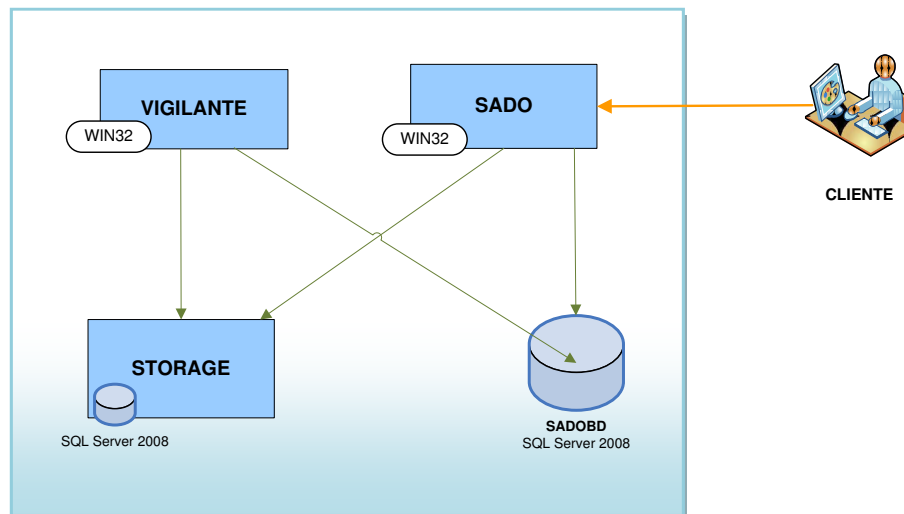 VIGILANTE
WIN32
SADO
WIN32
CLIENTE
STORAGE
SQL Server 2008
SADOBD
SQL Server 2008